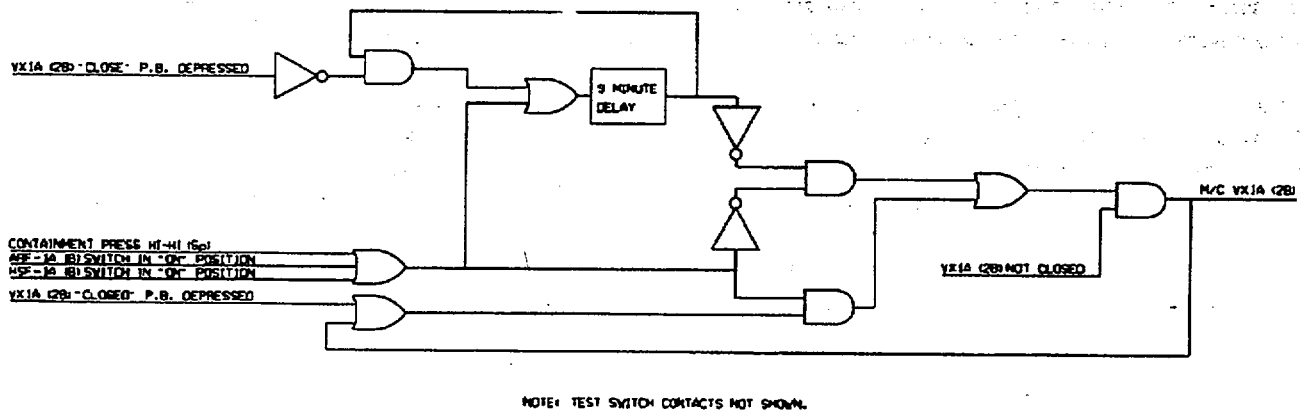 VX1A (2B) "CLOSE" P.B. DEPRESSED
9 MINUTE
DELAY
M/C VX1A (2B)
CONTAINMENT PRESS HI-HI (Sp)
ARF-1A (B) SWITCH IN "ON" POSITION
HSF-1A (B) SWITCH IN "ON" POSITION
VX1A (2B) NOT CLOSED
VX1A (2B) "CLOSED" P.B. DEPRESSED
NOTE: TEST SWITCH CONTACTS NOT SHOWN.